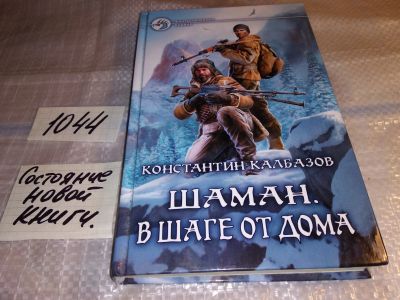 1044
Состояние
новой
книги.
КОНСТАНТИН КАЛБАЗОВ
ШАМАН.
В ШАГЕ ОТ ДОМА